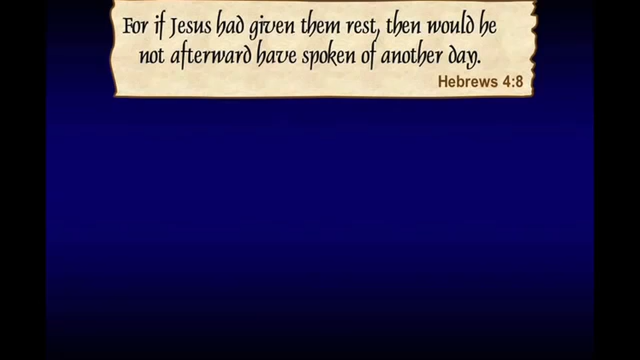 For if Jesus had given them rest, then would he
not afterward have spoken of another day.
Hebrews 4:8